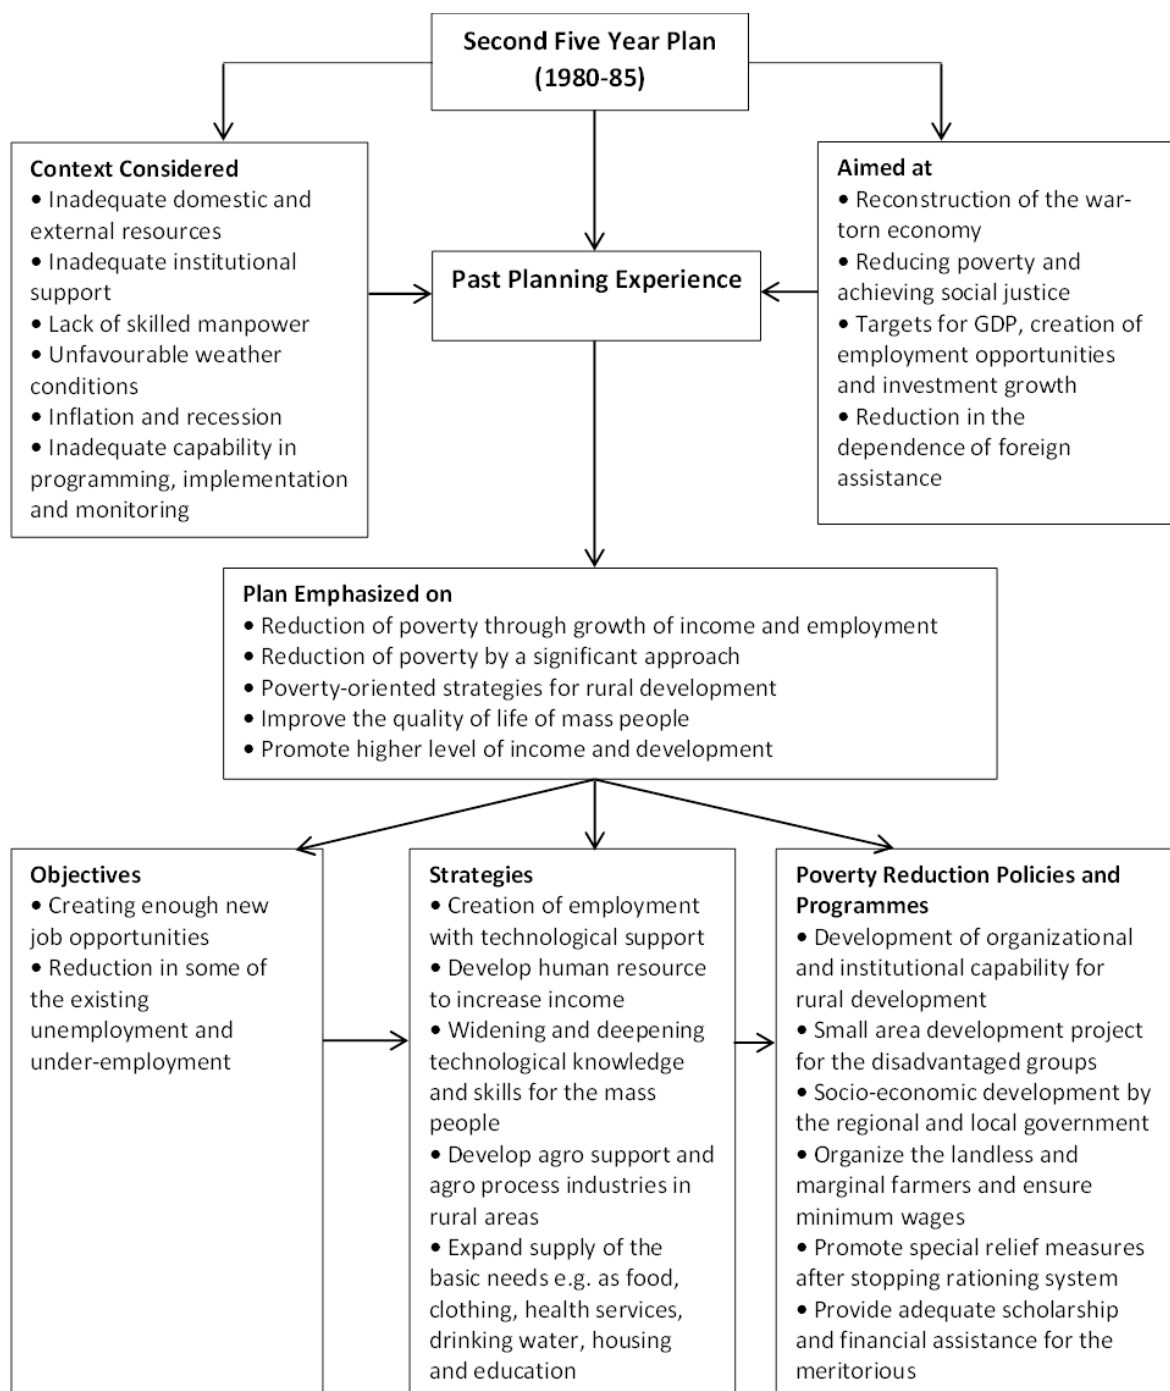 Second Five Year Plan
(1980-85)
Context Considered
• Inadequate domestic and
external resources
• Inadequate institutional
support
• Lack of skilled manpower
• Unfavourable weather
conditions
• Inflation and recession
• Inadequate capability in
programming, implementation
and monitoring
Past Planning Experience
Aimed at
• Reconstruction of the war-
torn economy
• Reducing poverty and
achieving social justice
• Targets for GDP, creation of
employment opportunities
and investment growth
• Reduction in the
dependence of foreign
assistance
Plan Emphasized on
• Reduction of poverty through growth of income and employment
• Reduction of poverty by a significant approach
• Poverty-oriented strategies for rural development
• Improve the quality of life of mass people
• Promote higher level of income and development
Objectives
• Creating enough new
job opportunities
• Reduction in some of
the existing
unemployment and
under-employment
Strategies
• Creation of employment
with technological support
• Develop human resource
to increase income
• Widening and deepening
technological knowledge
and skills for the mass
people
• Develop agro support and
agro process industries in
rural areas
• Expand supply of the
basic needs e.g. as food,
clothing, health services,
drinking water, housing
and education
Poverty Reduction Policies and
Programmes
• Development of organizational
and institutional capability for
rural development
• Small area development project
for the disadvantaged groups
• Socio-economic development by
the regional and local government
• Organize the landless and
marginal farmers and ensure
minimum wages
• Promote special relief measures
after stopping rationing system
• Provide adequate scholarship
and financial assistance for the
meritorious